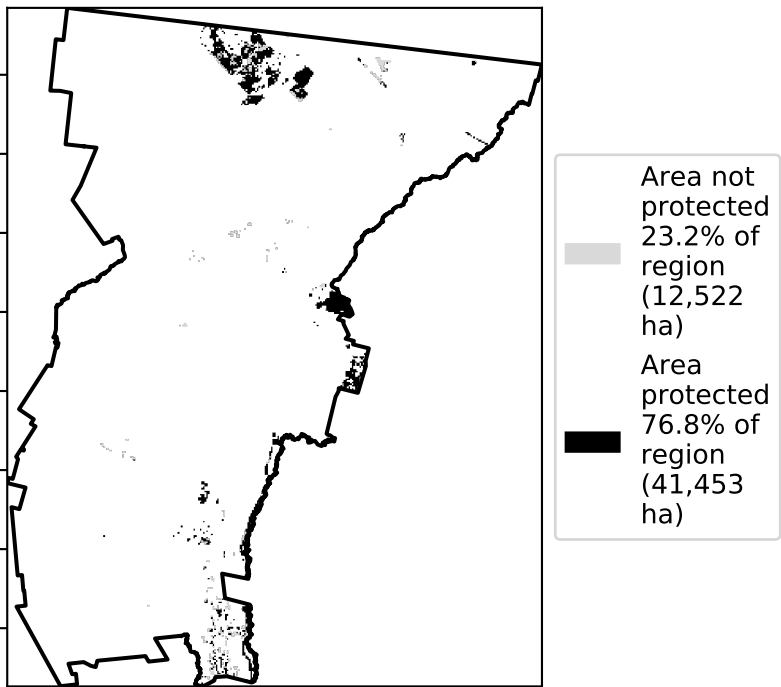 Area not
protected
23.2% of
region
(12,522
ha)
Area
protected
76.8% of
region
(41,453
ha)